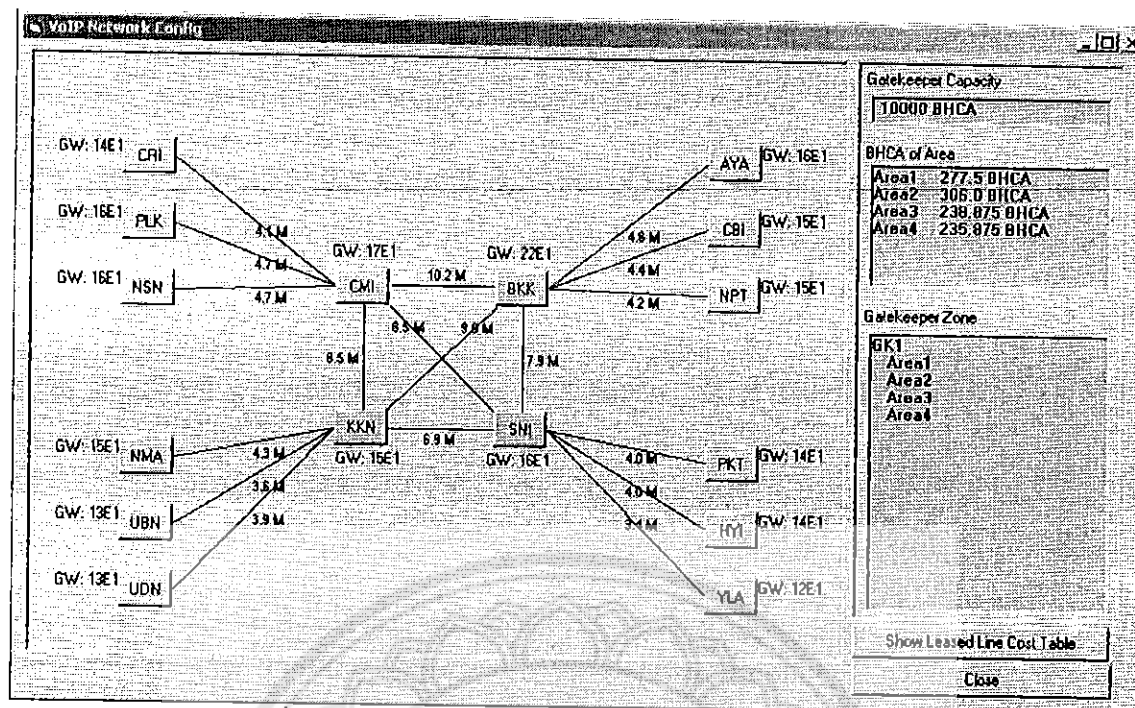 VoIP Network Config
Gatekeeper Capacity
10000 BHCA
BHCA of Area
Area1 277.5 BHCA
Area2 306.0 BHCA
Area3 238.875 BHCA
Area4 235.875 BHCA
Gatekeeper Zone
GK1
Area1
Area2
Area3
Area4
Show Leased Line Cost Table
Close
GW: 14E1 CRI
4.1 M
GW: 16E1 PLK
4.7 M
GW: 16E1 NSN
4.7 M
GW: 17E1
CMI
10.2 M
GW: 22E1
BKK
GW: 16E1
AYA
4.8 M
GW: 15E1
CBI
4.4 M
GW: 15E1
NPT
4.2 M
8.5 M
7.9 M
GW: 15E1 NMA
4.3 M
GW: 13E1 UBN
3.6 M
GW: 13E1 UDN
3.9 M
KKN
GW: 15E1
6.9 M
SNI
GW: 16E1
4.0 M
PKT
GW: 14E1
4.0 M
HYI
GW: 14E1
3.4 M
YLA
GW: 12E1